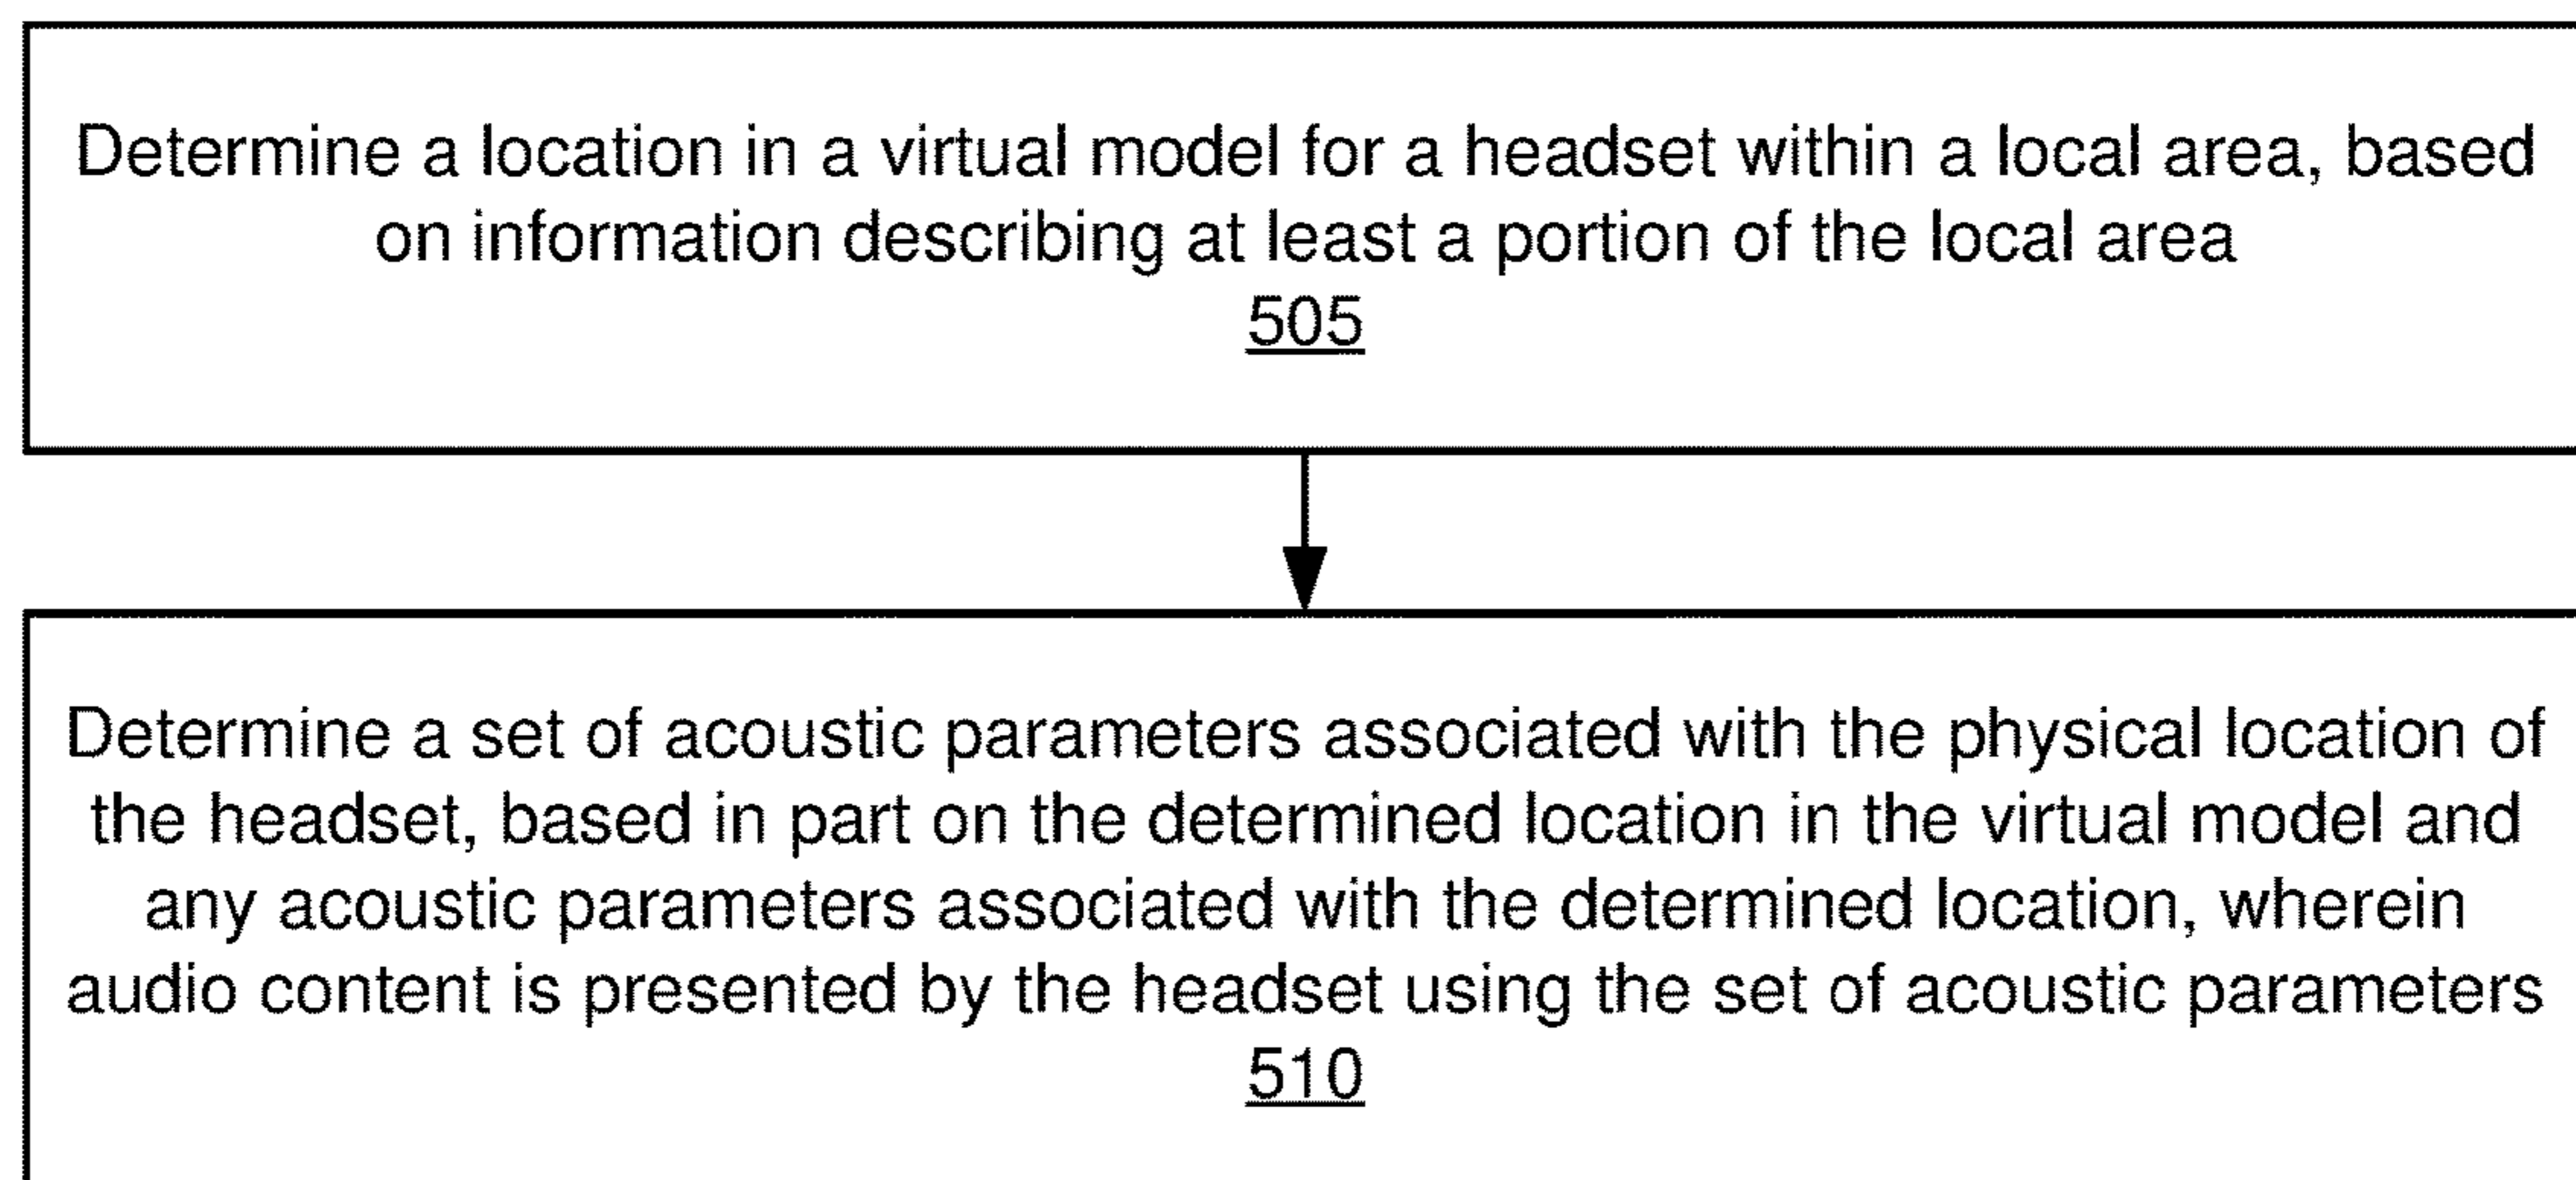 Determine a location in a virtual model for a headset within a local area, based
on information describing at least a portion of the local area
505
Determine a set of acoustic parameters associated with the physical location of
the headset, based in part on the determined location in the virtual model and
any acoustic parameters associated with the determined location, wherein
audio content is presented by the headset using the set of acoustic parameters
510